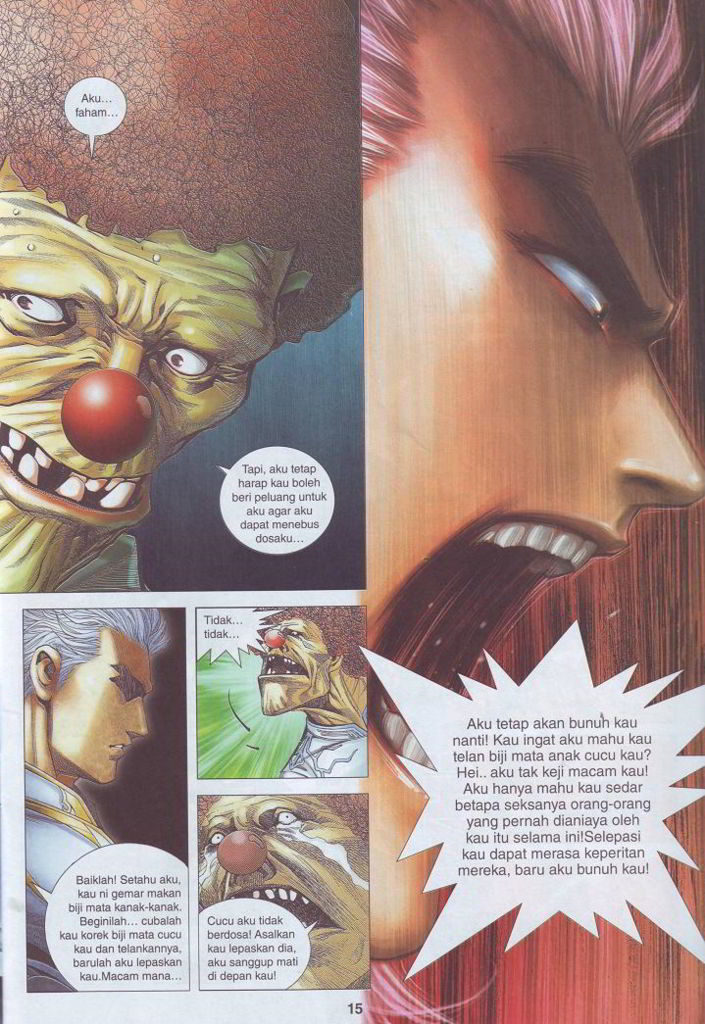 Aku...
faham...
Tapi, aku tetap
harap kau boleh
beri peluang untuk
aku agar aku
dapat menebus
dosaku...
Baiklah! Setahu aku,
kau ni gemar makan
biji mata kanak-kanak.
Beginilah... cubalah
kau korek biji mata cucu
kau dan telankannya,
barulah aku lepaskan
kau.Macam mana...
Tidak...
tidak...
Cucu aku tidak
berdosa! Asalkan
kau lepaskan dia,
aku sanggup mati
di depan kau!
Aku tetap akan bunuh kau
nanti! Kau ingat aku mahu kau
telan biji mata anak cucu kau?
Hei.. aku tak keji macam kau!
Aku hanya mahu kau sedar
betapa seksanya orang-orang
yang pernah dianiaya oleh
kau itu selama ini!Selepasi
kau dapat merasa keperitan
mereka, baru aku bunuh kau!
15